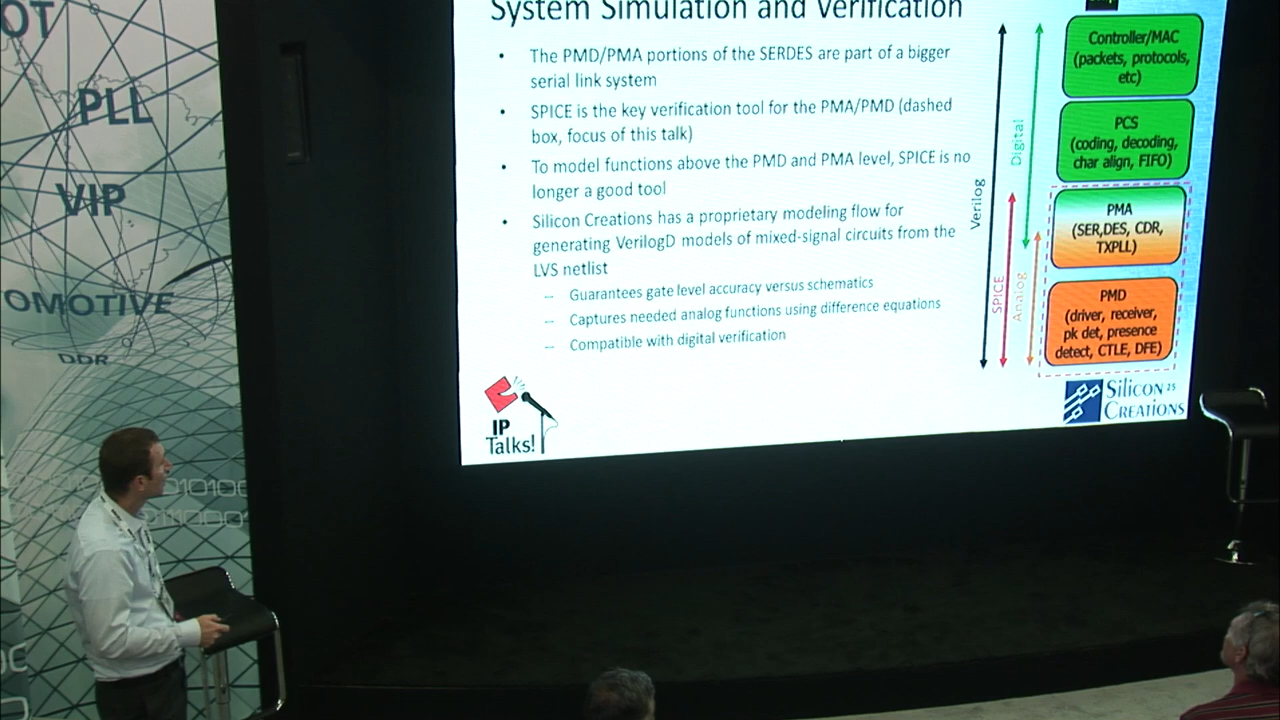 OT
PLL
VIP
OMOTIVE
DDR
010100
0111000
System Simulation and Verification
• The PMD/PMA portions of the SERDES are part of a bigger
serial link system
• SPICE is the key verification tool for the PMA/PMD (dashed
box, focus of this talk)
• To model functions above the PMD and PMA level, SPICE is no
longer a good tool
• Silicon Creations has a proprietary modeling flow for
generating VerilogD models of mixed-signal circuits from the
LVS netlist
– Guarantees gate level accuracy versus schematics
– Captures needed analog functions using difference equations
– Compatible with digital verification
Verilog
Digital
SPICE
Analog
Controller/MAC
(packets, protocols,
etc)
PCS
(coding, decoding,
char align, FIFO)
PMA
(SER,DES, CDR,
TXPLL)
PMD
(driver, receiver,
pk det, presence
detect, CTLE, DFE)
IP
Talks!
SILICON 25
CREATIONS